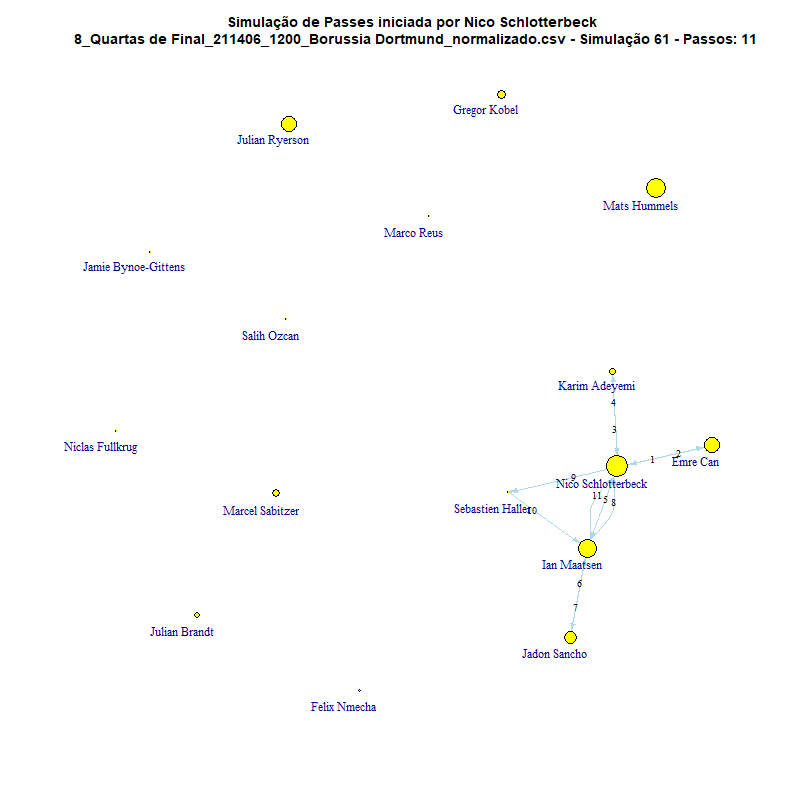 Simulação de Passes iniciada por Nico Schlotterbeck
8_Quartas de Final_211406_1200_Borussia Dortmund_normalizado.csv - Simulação 61 - Passos: 11
Gregor Kobel
Julian Ryerson
Mats Hummels
Marco Reus
Jamie Bynoe-Gittens
Salih Ozcan
Karim Adeyemi
4
3
Niclas Fullkrug
2
1
Emre Can
9
Nico Schlotterbeck
11
5
8
Sebastien Haller
10
Marcel Sabitzer
Ian Maatsen
6
7
Julian Brandt
Jadon Sancho
Felix Nmecha